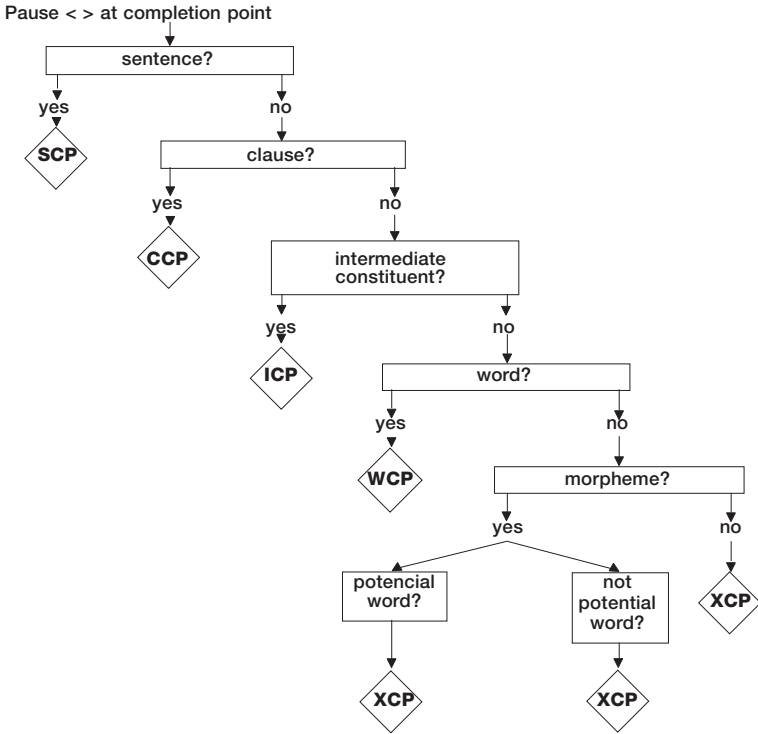 Pause < > at completion point
sentence?
yes
no
SCP
clause?
yes
no
CCP
intermediate
constituent?
yes
no
ICP
word?
yes
no
WCP
morpheme?
yes
no
potencial
word?
not
potential
word?
XCP
XCP
XCP